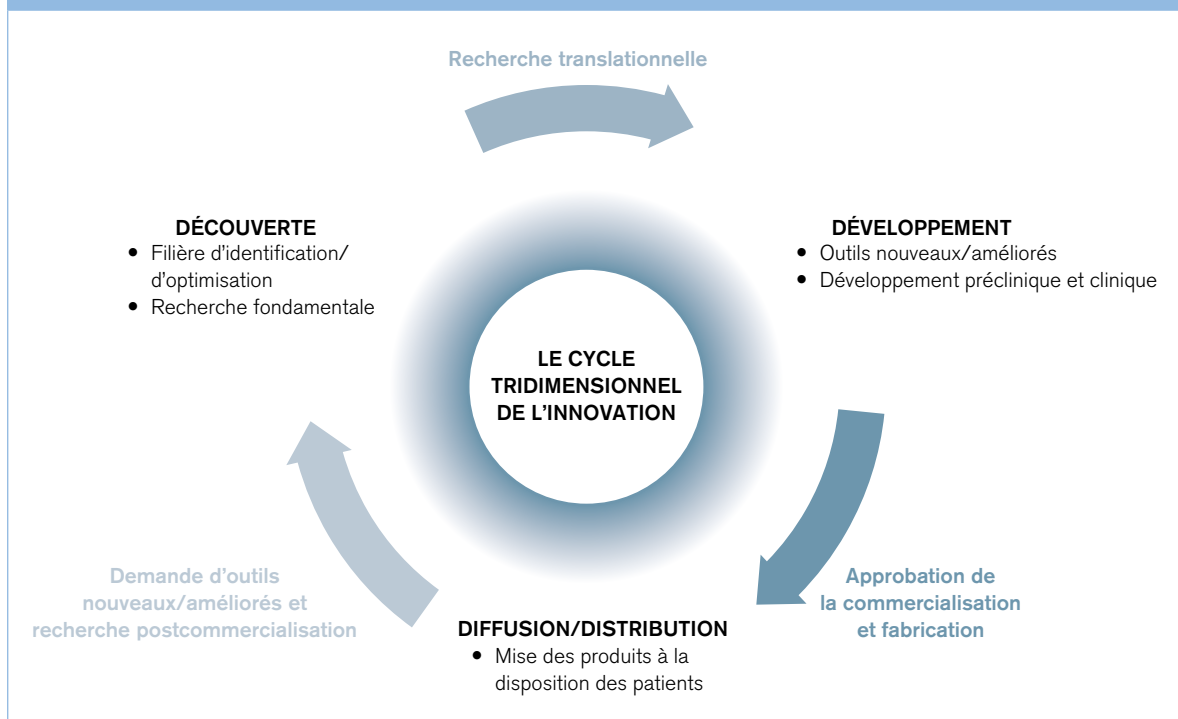 Recherche translationnelle
DÉCOUVERTE
• Filière d'identification/
d'optimisation
• Recherche fondamentale
DÉVELOPPEMENT
• Outils nouveaux/améliorés
• Développement préclinique et clinique
LE CYCLE
TRIDIMENSIONNEL
DE L'INNOVATION
Demande d'outils
nouveaux/améliorés et
recherche postcommercialisation
Approbation de
la commercialisation
et fabrication
DIFFUSION/DISTRIBUTION
• Mise des produits à la
disposition des patients